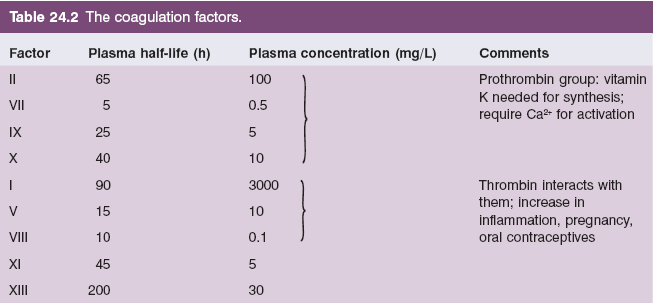 Table 24.2 The coagulation factors.
Factor Plasma half-life (h) Plasma concentration (mg/L) Comments
II 65 100 Prothrombin group: vitamin
K needed for synthesis;
VII 5 0.5
require Ca²⁺ for activation
IX 25 5
X 40 10
I 90 3000 Thrombin interacts with
them; increase in
V 15 10
inflammation, pregnancy,
VIII 10 0.1 oral contraceptives
XI 45 5
XIII 200 30